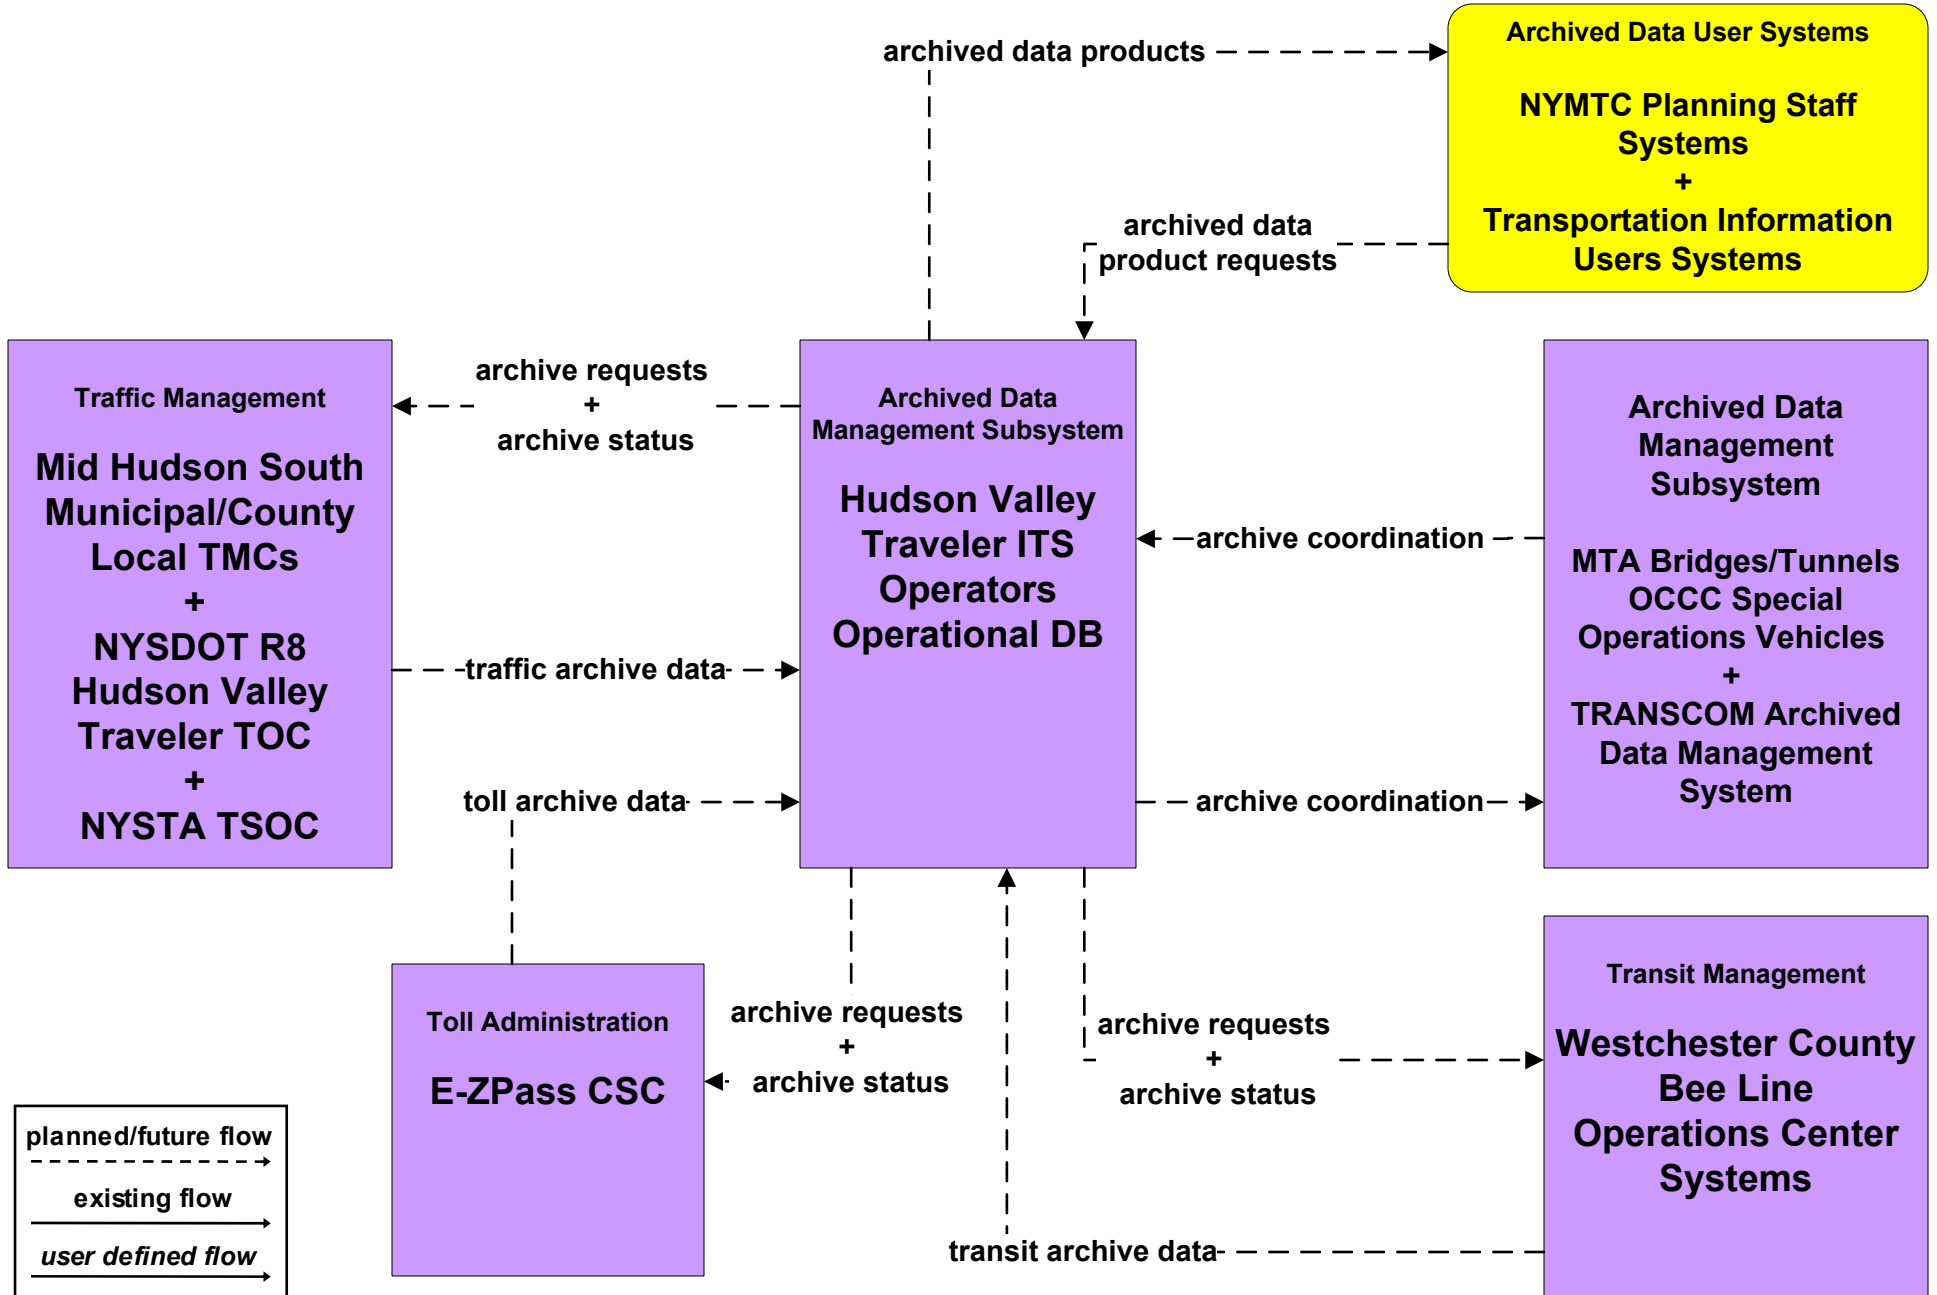 archived data products
Archived Data User Systems
NYMTC Planning Staff
Systems
+
Transportation Information
Users Systems
archived data
product requests
Traffic Management
Mid Hudson South
Municipal/County
Local TMCs
+
NYSDOT R8
Hudson Valley
Traveler TOC
+
NYSTA TSOC
archive requests
+
archive status
traffic archive data
toll archive data
Archived Data
Management Subsystem
Hudson Valley
Traveler ITS
Operators
Operational DB
archive coordination
archive coordination
Archived Data
Management
Subsystem
MTA Bridges/Tunnels
OCCC Special
Operations Vehicles
+
TRANSCOM Archived
Data Management
System
Toll Administration
E-ZPass CSC
archive requests
+
archive status
archive requests
+
archive status
Transit Management
Westchester County
Bee Line
Operations Center
Systems
transit archive data
planned/future flow
existing flow
user defined flow